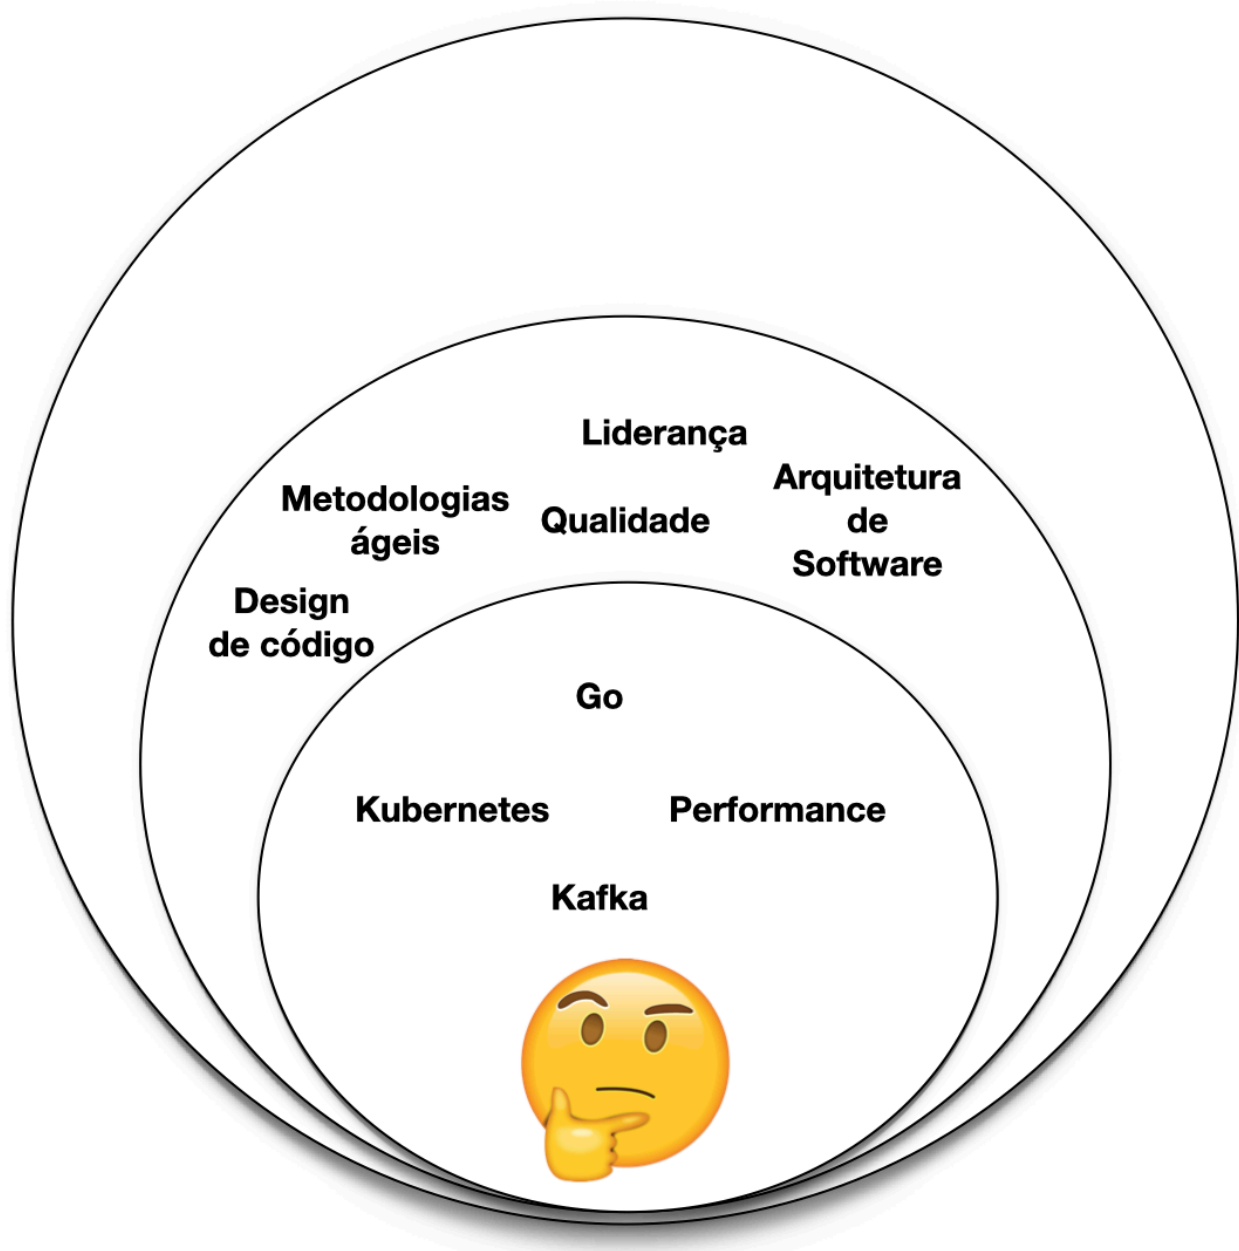 Liderança
Metodologias
ágeis
Qualidade
Arquitetura
de
Software
Design
de código
Go
Kubernetes
Performance
Kafka